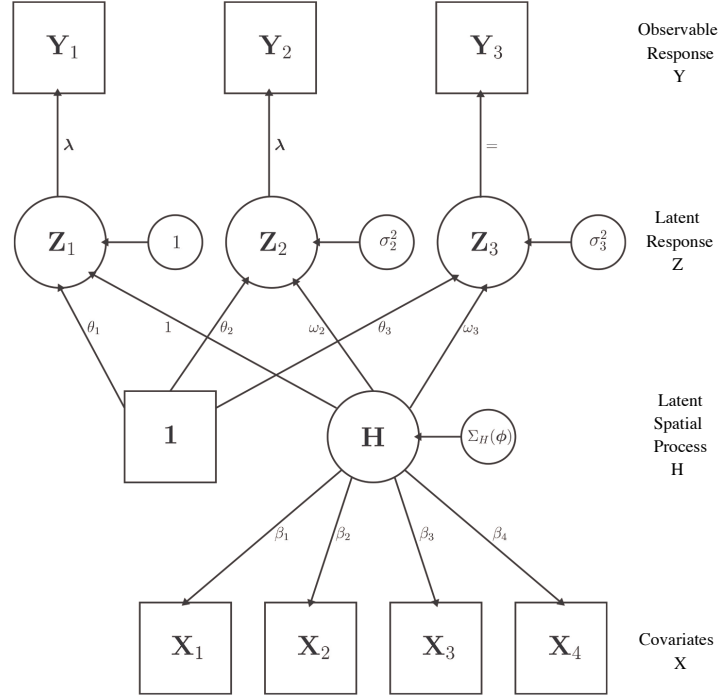 Y₁ Y₂ Y₃
Observable
Response
Y
λ λ =
Z₁ 1 Z₂ σ₂² Z₃ σ₃²
Latent
Response
Z
θ₁ 1 θ₂ ω₂ θ₃ ω₃
1 H Σ_H(ϕ)
Latent
Spatial
Process
H
β₁ β₂ β₃ β₄
X₁ X₂ X₃ X₄
Covariates
X